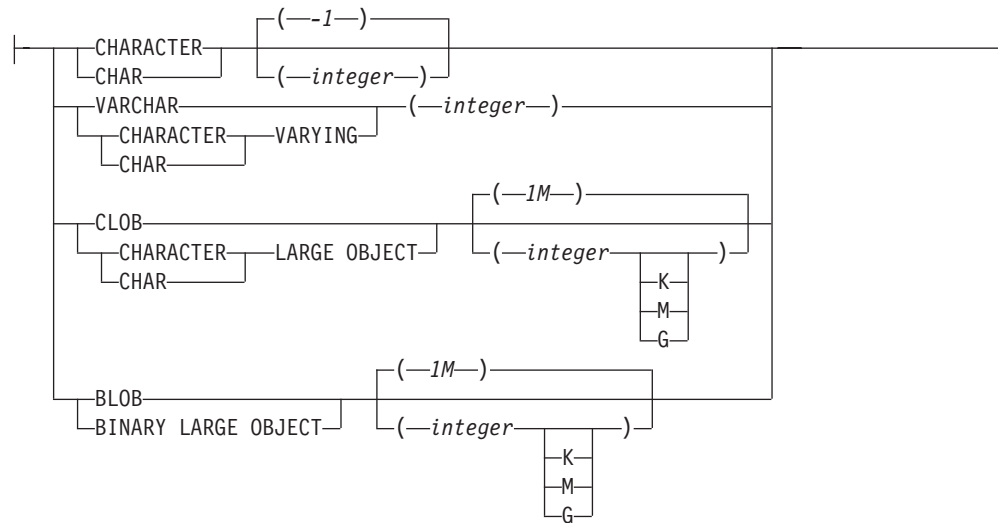 ( -1 )
CHARACTER
CHAR ( integer )
VARCHAR ( integer )
CHARACTER VARYING
CHAR
( 1M )
CLOB
CHARACTER LARGE OBJECT ( integer )
CHAR K
M
G
( 1M )
BLOB
BINARY LARGE OBJECT ( integer )
K
M
G